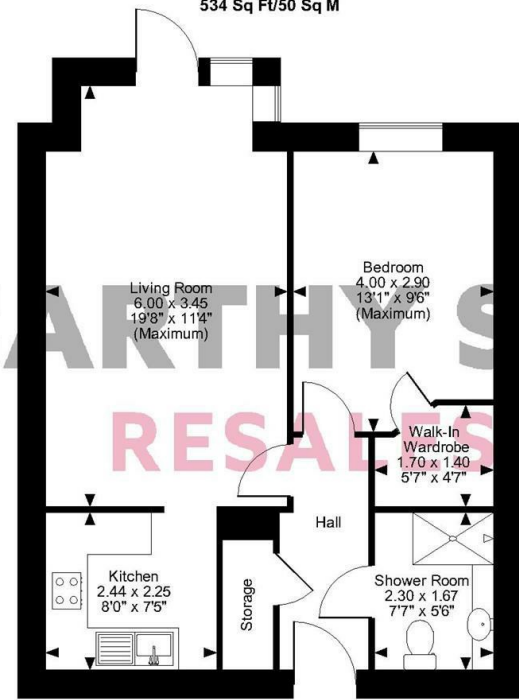 534 Sq Ft/50 Sq M
Living Room
6.00 x 3.45
19'8" x 11'4"
(Maximum)
Bedroom
4.00 x 2.90
13'1" x 9'6"
(Maximum)
ARTHY S
RESALES
Walk-In
Wardrobe
1.70 x 1.40
5'7" x 4'7"
Hall
Kitchen
2.44 x 2.25
8'0" x 7'5"
Storage
Shower Room
2.30 x 1.67
7'7" x 5'6"